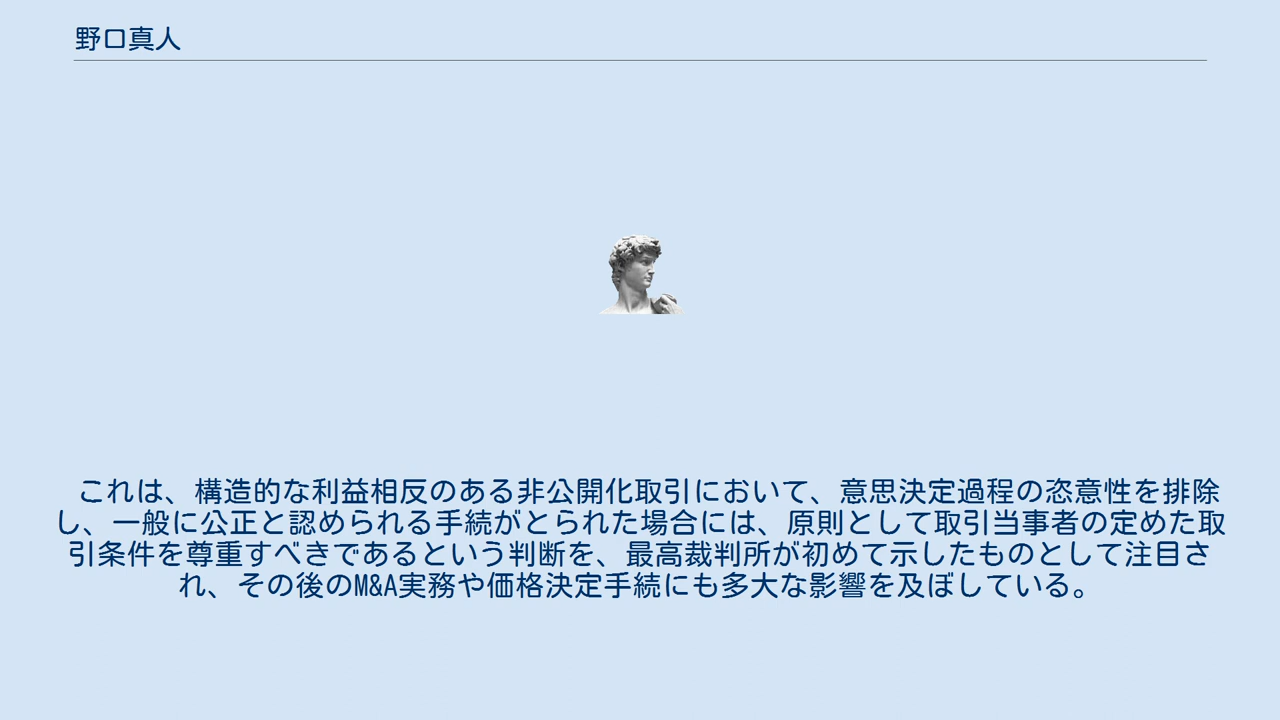 野口真人
これは、構造的な利益相反のある非公開化取引において、意思決定過程の恣意性を排除
し、一般に公正と認められる手続がとられた場合には、原則として取引当事者の定めた取
引条件を尊重すべきであるという判断を、最高裁判所が初めて示したものとして注目さ
れ、その後のM&A実務や価格決定手続にも多大な影響を及ぼしている。